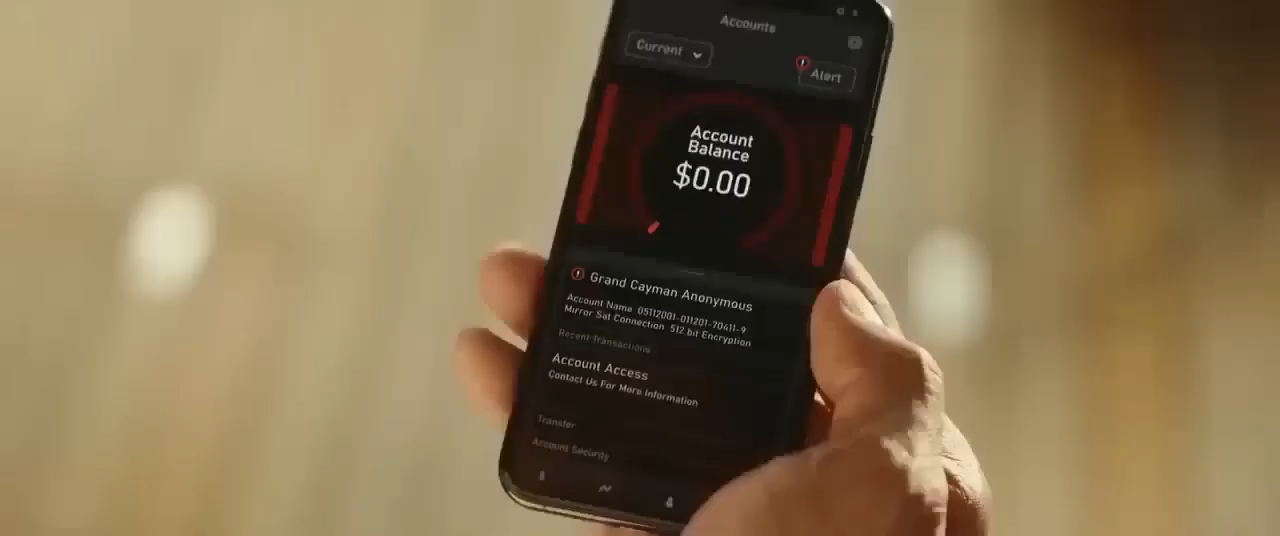 Accounts
Current
Alert
Account
Balance
$0.00
Grand Cayman Anonymous
Account Name 05112001-011201-70411-9
Mirror Sat Connection 512 bit Encryption
Recent Transactions
Account Access
Contact Us For More Information
Transfer
Account Security